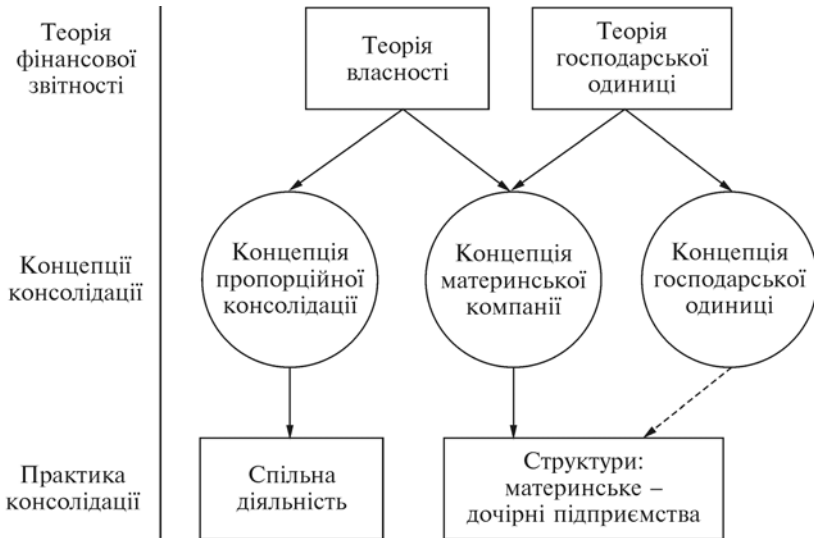 Теорія
фінансової
звітності
Теорія
власності
Теорія
господарської
одиниці
Концепції
консолідації
Концепція
пропорційної
консолідації
Концепція
материнської
компанії
Концепція
господарської
одиниці
Практика
консолідації
Спільна
діяльність
Структури:
материнське –
дочірні підприємства